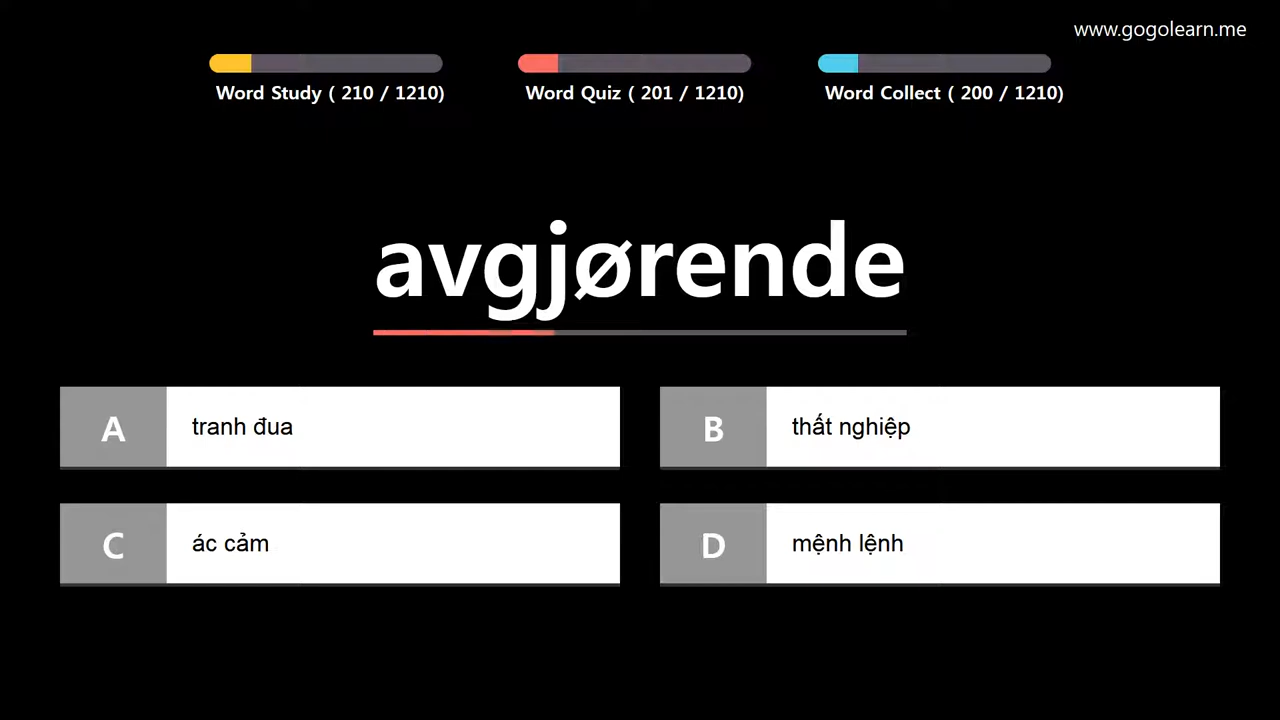 www.gogolearn.me
Word Study ( 210 / 1210)
Word Quiz ( 201 / 1210)
Word Collect ( 200 / 1210)
avgjørende
A
tranh đua
B
thất nghiệp
C
ác cảm
D
mệnh lệnh